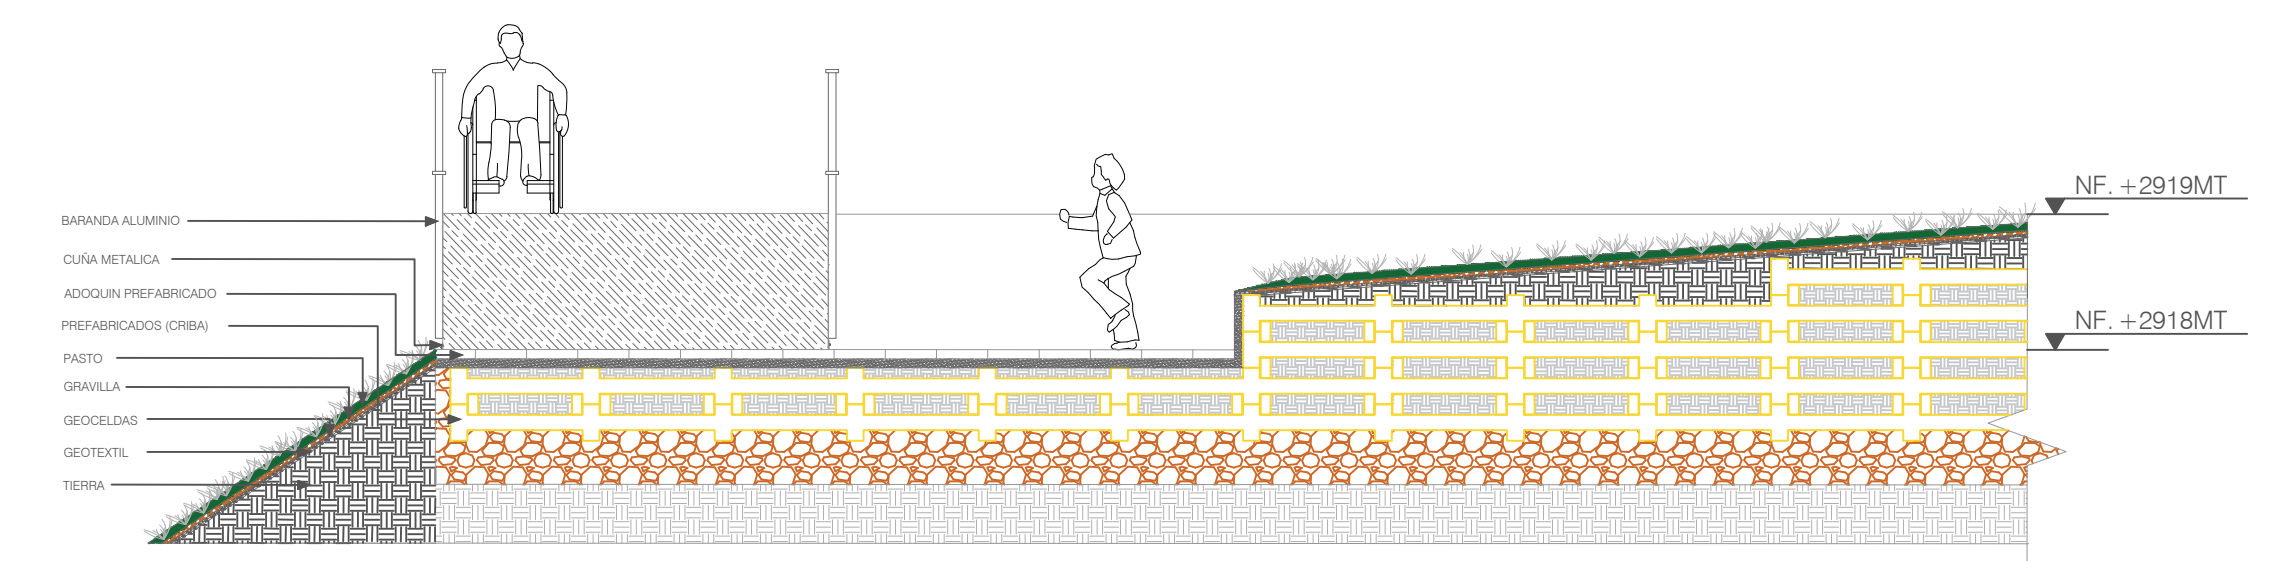 BARANDA ALUMINIO
CUÑA METALICA
ADOQUIN PREFABRICADO
PREFABRICADOS (CRIBA)
PASTO
GRAVILLA
GEOCELDAS
GEOTEXTIL
TIERRA
NF. +2919MT
NF. +2918MT